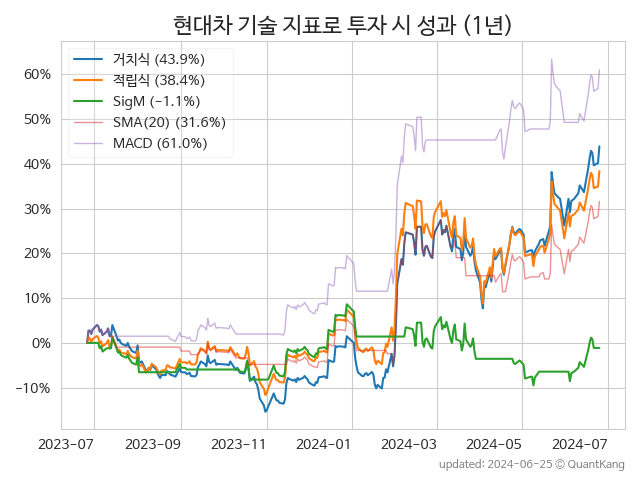 현대차 기술 지표로 투자 시 성과 (1년)
거치식 (43.9%)
적립식 (38.4%)
SigM (−1.1%)
SMA(20) (31.6%)
MACD (61.0%)
60%
50%
40%
30%
20%
10%
0%
−10%
2023-07
2023-09
2023-11
2024-01
2024-03
2024-05
2024-07
updated: 2024-06-25 ⓒ QuantKang